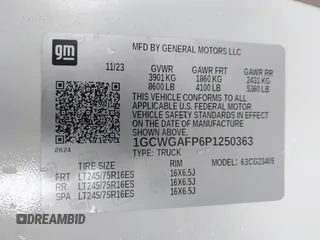 gm
MFD BY GENERAL MOTORS LLC
11/23 GVWR GAWR FRT GAWR RR
3901 KG 1860 KG 2431 KG
8600 LB 4100 LB 5360 LB
THIS VEHICLE CONFORMS TO ALL
APPLICABLE U.S. FEDERAL MOTOR
VEHICLE SAFETY STANDARDS IN
EFFECT ON THE DATE OF
MANUFACTURE SHOWN ABOVE.
1GCWGAFP6P1250363
8624 TYPE: TRUCK
MODEL: 63CG23405
TIRE SIZE RIM
FRT LT245/75R16ES 16X6.5J
RR LT245/75R16ES 16X6.5J
SPA LT245/75R16ES 16X6.5J
DREAMBID